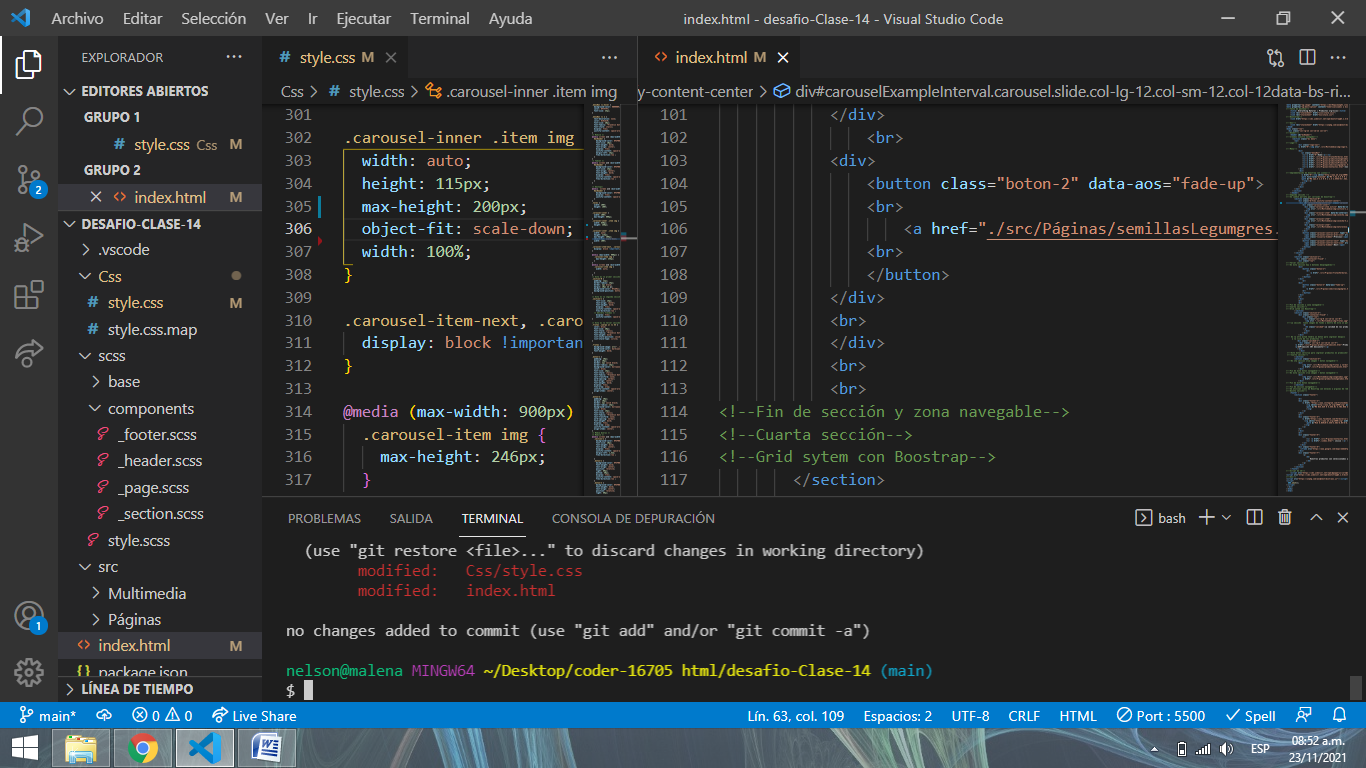 Archivo Editar Selección Ver Ir Ejecutar Terminal Ayuda
index.html - desafio-Clase-14 - Visual Studio Code
EXPLORADOR
EDITORES ABIERTOS
GRUPO 1
# style.css Css M
GRUPO 2
index.html M
DESAFIO-CLASE-14
.vscode
Css
# style.css M
# style.css.map
scss
base
components
_footer.scss
_header.scss
_page.scss
_section.scss
style.scss
src
Multimedia
Páginas
index.html M
package.json
LÍNEA DE TIEMPO
2
1
# style.css M
Css > # style.css > .carousel-inner .item img
301
302 .carousel-inner .item img
303 width: auto;
304 height: 115px;
305 max-height: 200px;
306 object-fit: scale-down;
307 width: 100%;
308 }
309
310 .carousel-item-next, .caro
311 display: block !importan
312 }
313
314 @media (max-width: 900px)
315 .carousel-item img {
316 max-height: 246px;
317 }
index.html M
y-content-center > div#carouselExampleInterval.carousel.slide.col-lg-12.col-sm-12.col-12data-bs-ri...
101 </div>
102 <br>
103 <div>
104 <button class="boton-2" data-aos="fade-up">
105 <br>
106 <a href="./src/Páginas/semillasLegumgres.
107 <br>
108 </button>
109 </div>
110 <br>
111 </div>
112 <br>
113 <br>
114 <!--Fin de sección y zona navegable-->
115 <!--Cuarta sección-->
116 <!--Grid sytem con Boostrap-->
117 </section>
PROBLEMAS SALIDA TERMINAL CONSOLA DE DEPURACIÓN
bash
(use "git restore <file>..." to discard changes in working directory)
modified: Css/style.css
modified: index.html
no changes added to commit (use "git add" and/or "git commit -a")
nelson@malena MINGW64 ~/Desktop/coder-16705 html/desafio-Clase-14 (main)
$
main* 0 0 Live Share
Lín. 63, col. 109 Espacios: 2 UTF-8 CRLF HTML Port : 5500 Spell
ESP
08:52 a.m.
23/11/2021